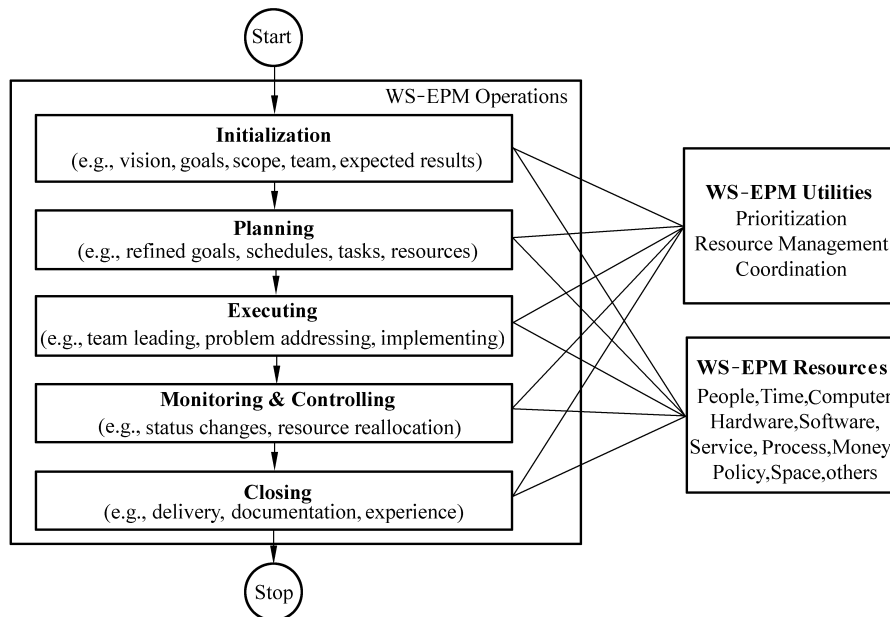 Start
WS-EPM Operations
Initialization
(e.g., vision, goals, scope, team, expected results)
Planning
(e.g., refined goals, schedules, tasks, resources)
Executing
(e.g., team leading, problem addressing, implementing)
Monitoring & Controlling
(e.g., status changes, resource reallocation)
Closing
(e.g., delivery, documentation, experience)
Stop
WS-EPM Utilities
Prioritization
Resource Management
Coordination
WS-EPM Resources
People,Time,Computer
Hardware,Software,
Service, Process,Money,
Policy,Space,others